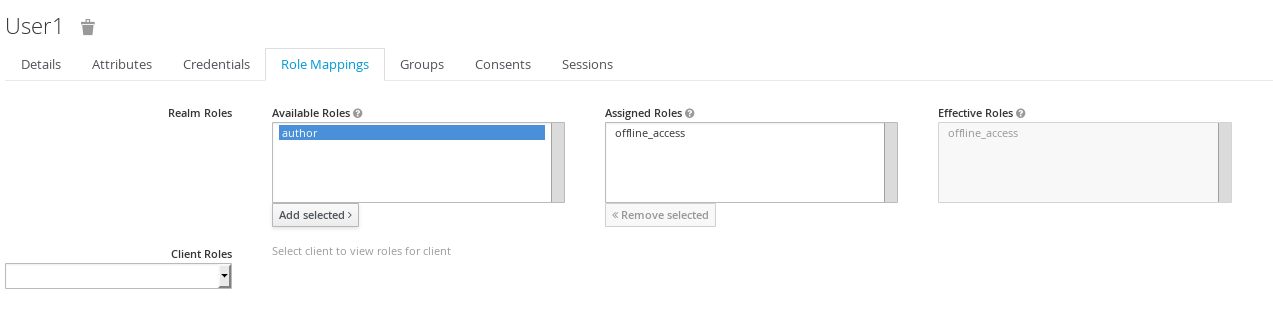 User1
Details Attributes Credentials Role Mappings Groups Consents Sessions
Realm Roles Available Roles Assigned Roles Effective Roles
author offline_access offline_access
Add selected > « Remove selected
Client Roles Select client to view roles for client